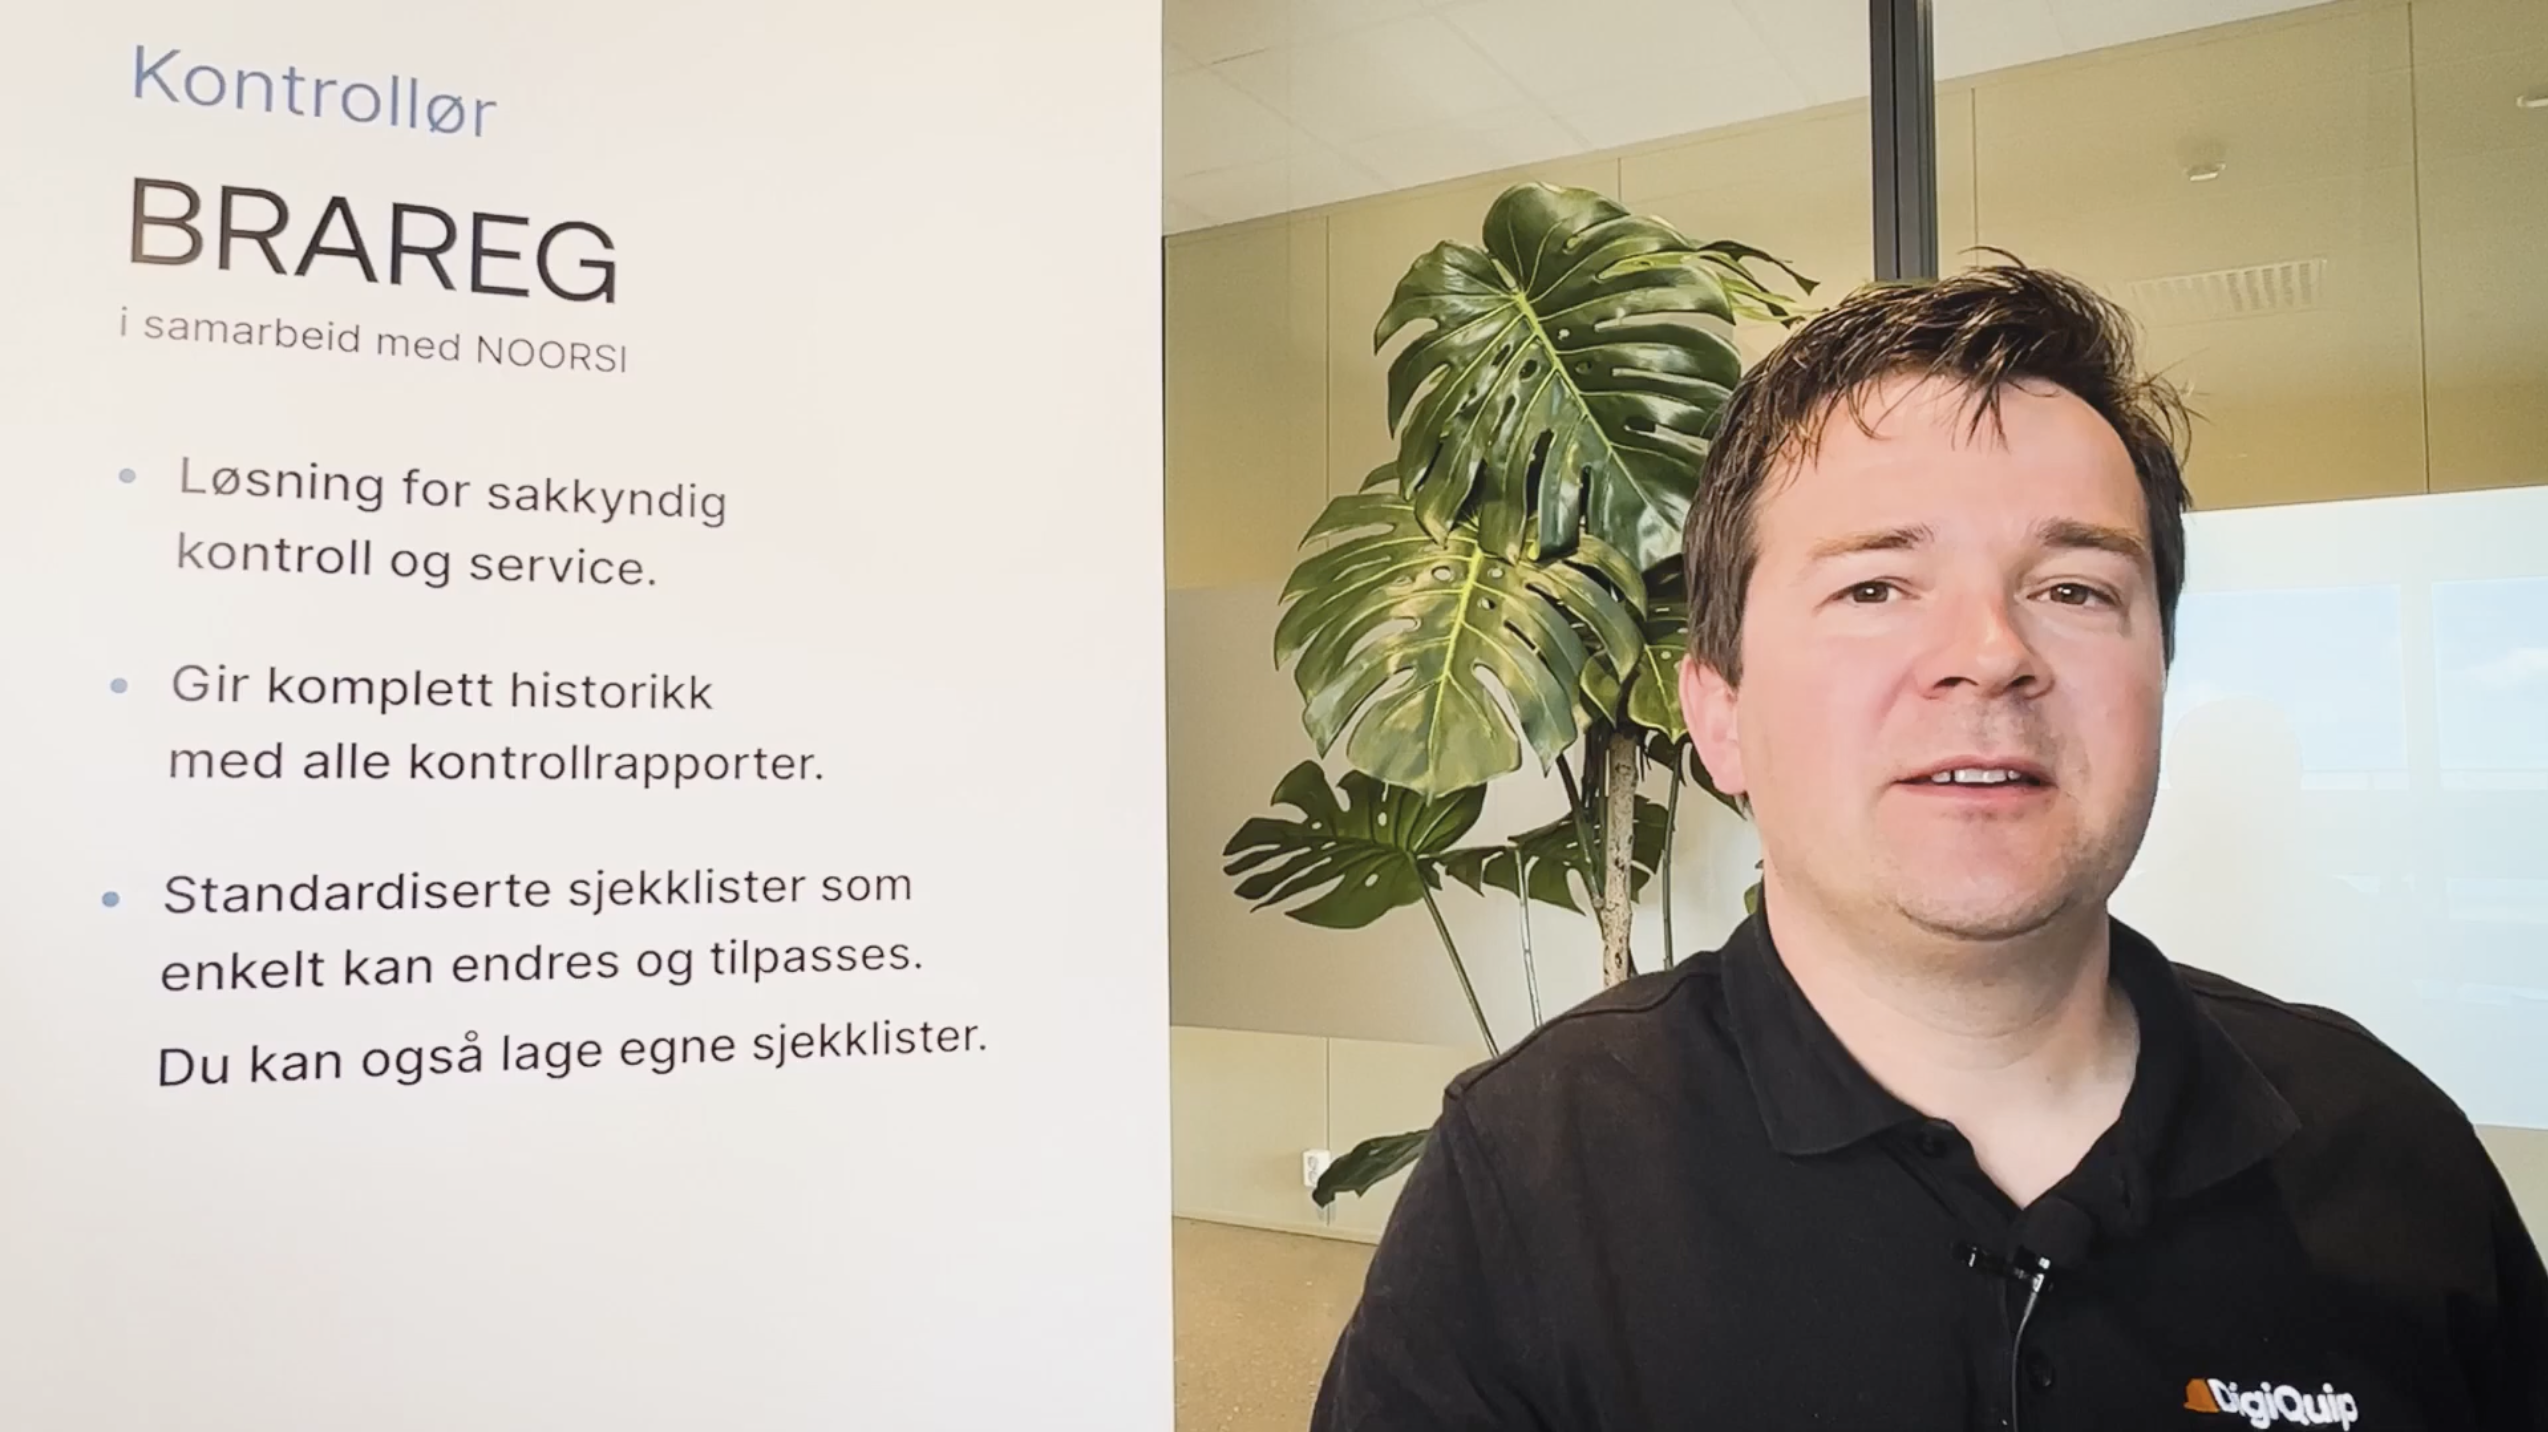 Kontrollør
BRAREG
i samarbeid med NOORSI
• Løsning for sakkyndig
kontroll og service.
• Gir komplett historikk
med alle kontrollrapporter.
• Standardiserte sjekklister som
enkelt kan endres og tilpasses.
Du kan også lage egne sjekklister.
DigiQuip